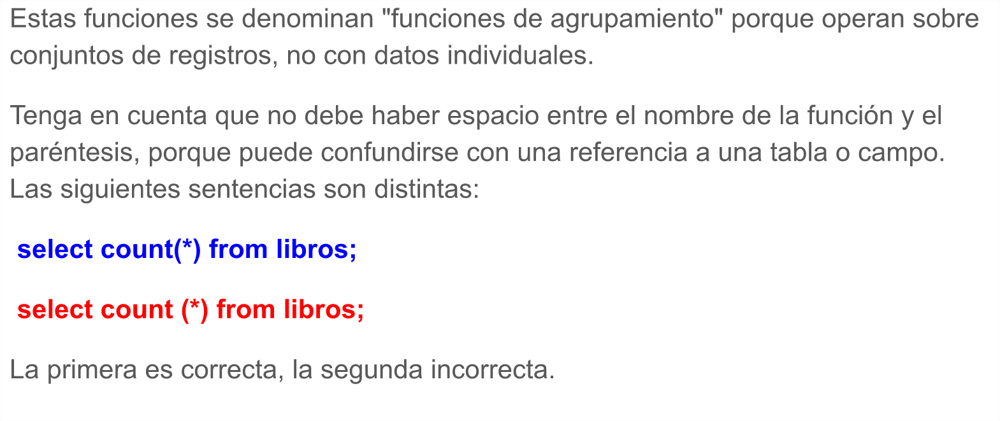 Estas funciones se denominan "funciones de agrupamiento" porque operan sobre
conjuntos de registros, no con datos individuales.
Tenga en cuenta que no debe haber espacio entre el nombre de la función y el
paréntesis, porque puede confundirse con una referencia a una tabla o campo.
Las siguientes sentencias son distintas:
select count(*) from libros;
select count (*) from libros;
La primera es correcta, la segunda incorrecta.